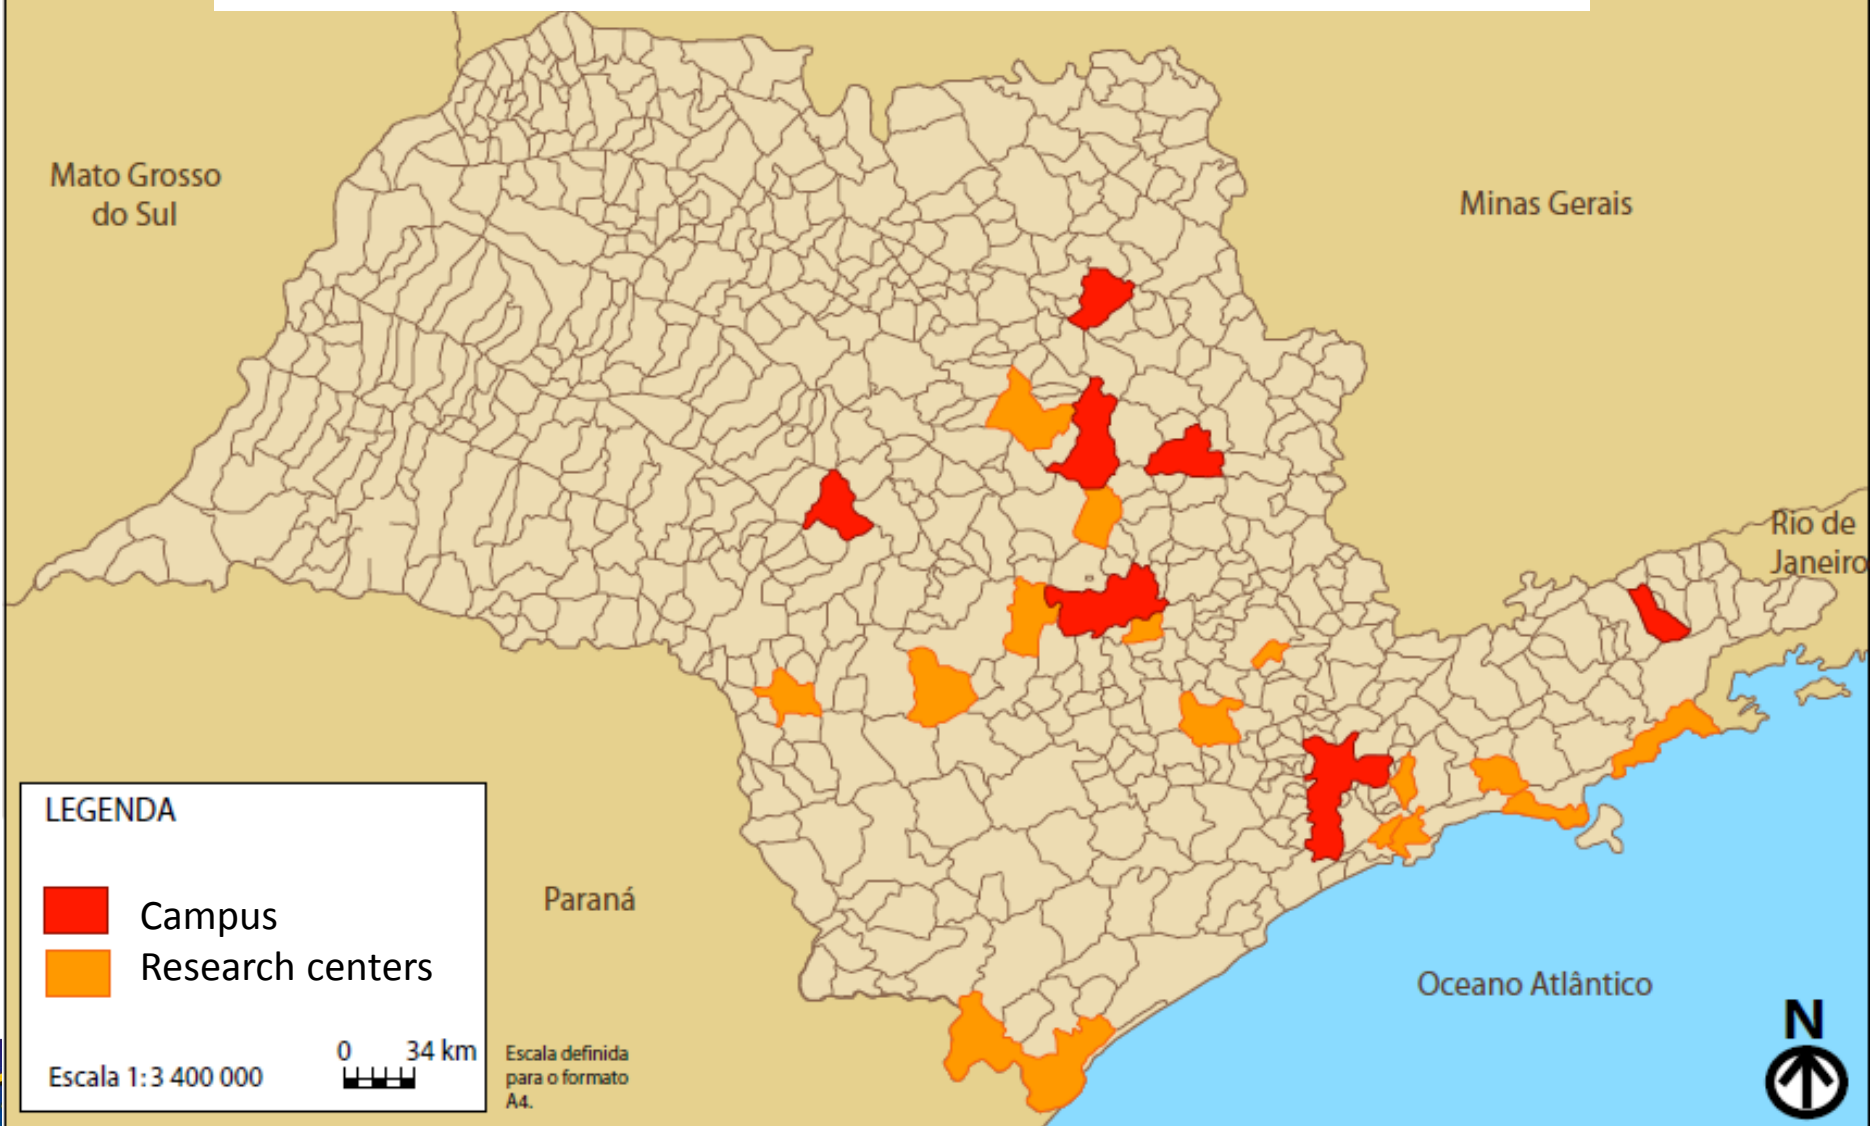 Mato Grosso
do Sul
Minas Gerais
Rio de
Janeiro
Paraná
Oceano Atlântico
N
LEGENDA
Campus
Research centers
0 34 km
Escala 1:3 400 000
Escala definida
para o formato
A4.